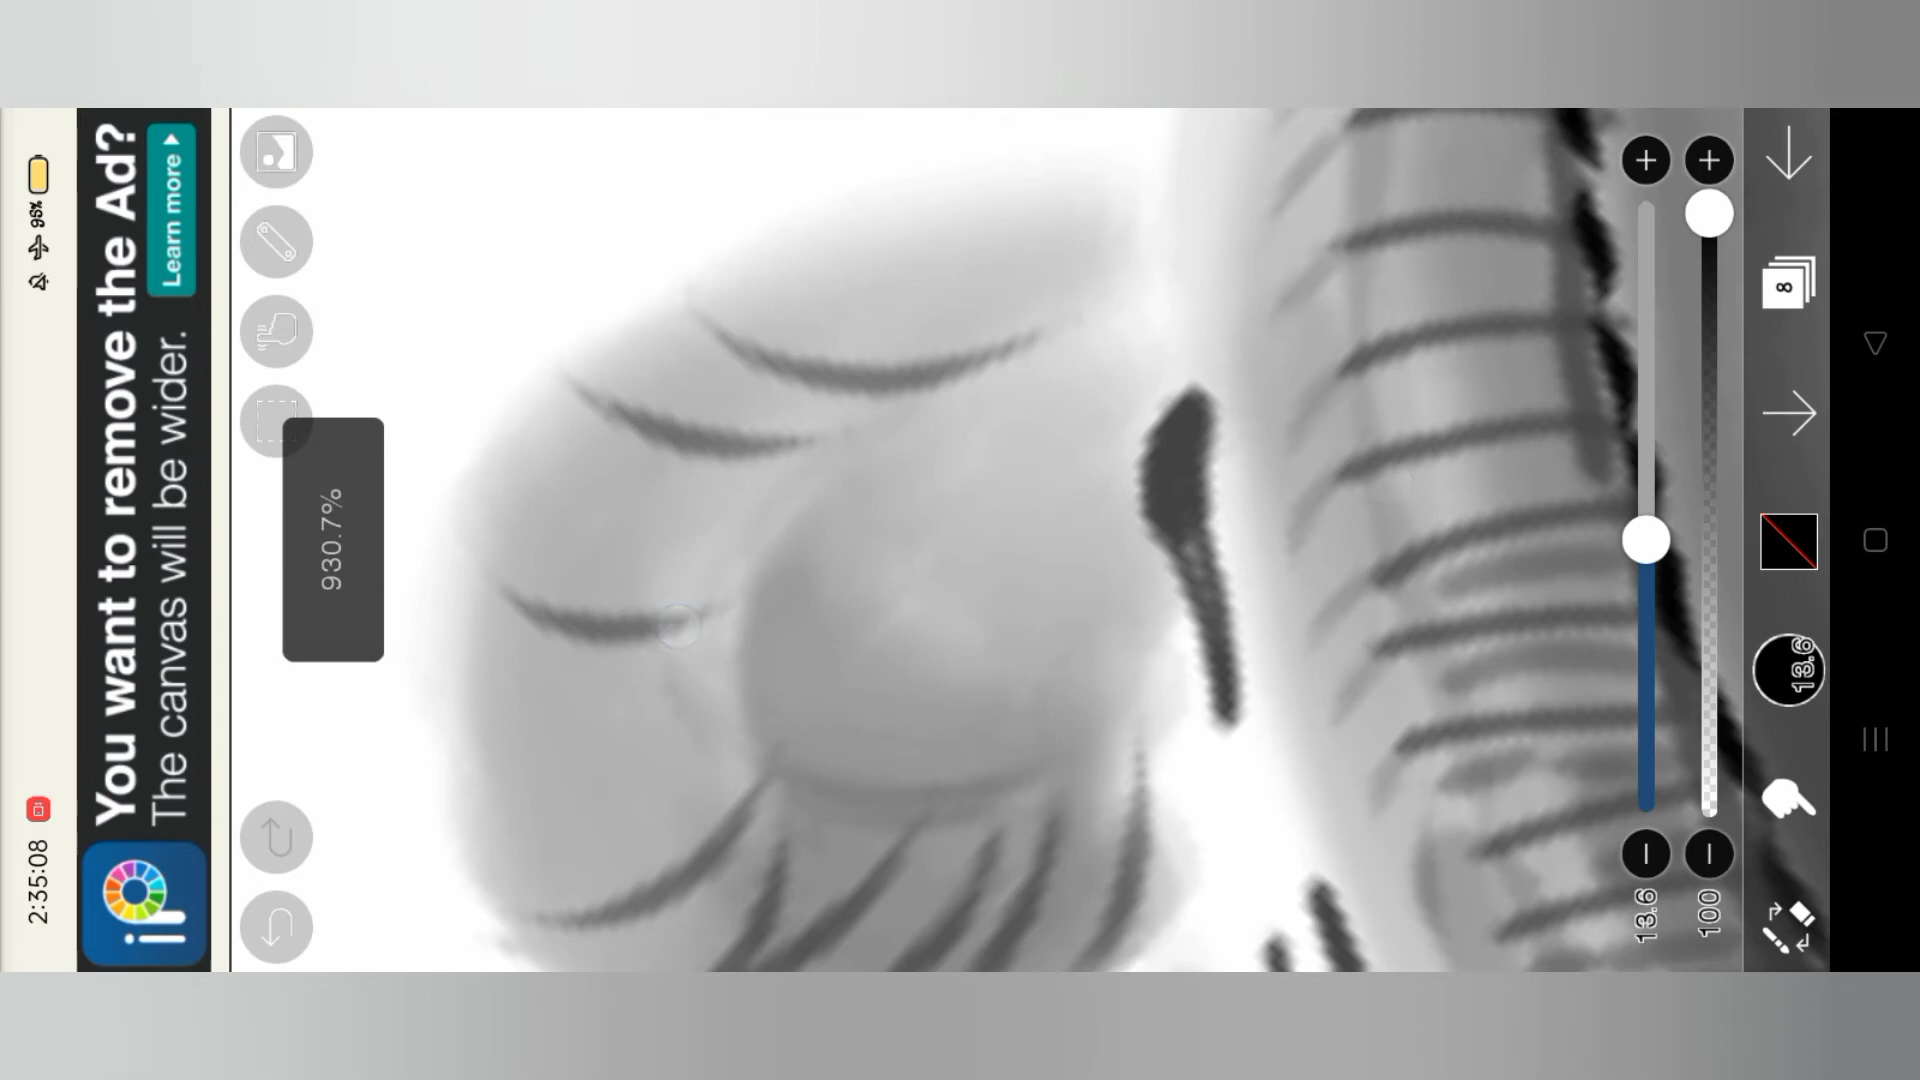 2:35:08
95%
You want to remove the Ad?
The canvas will be wider.
Learn more
930.7%
13.6
100
8
13.6